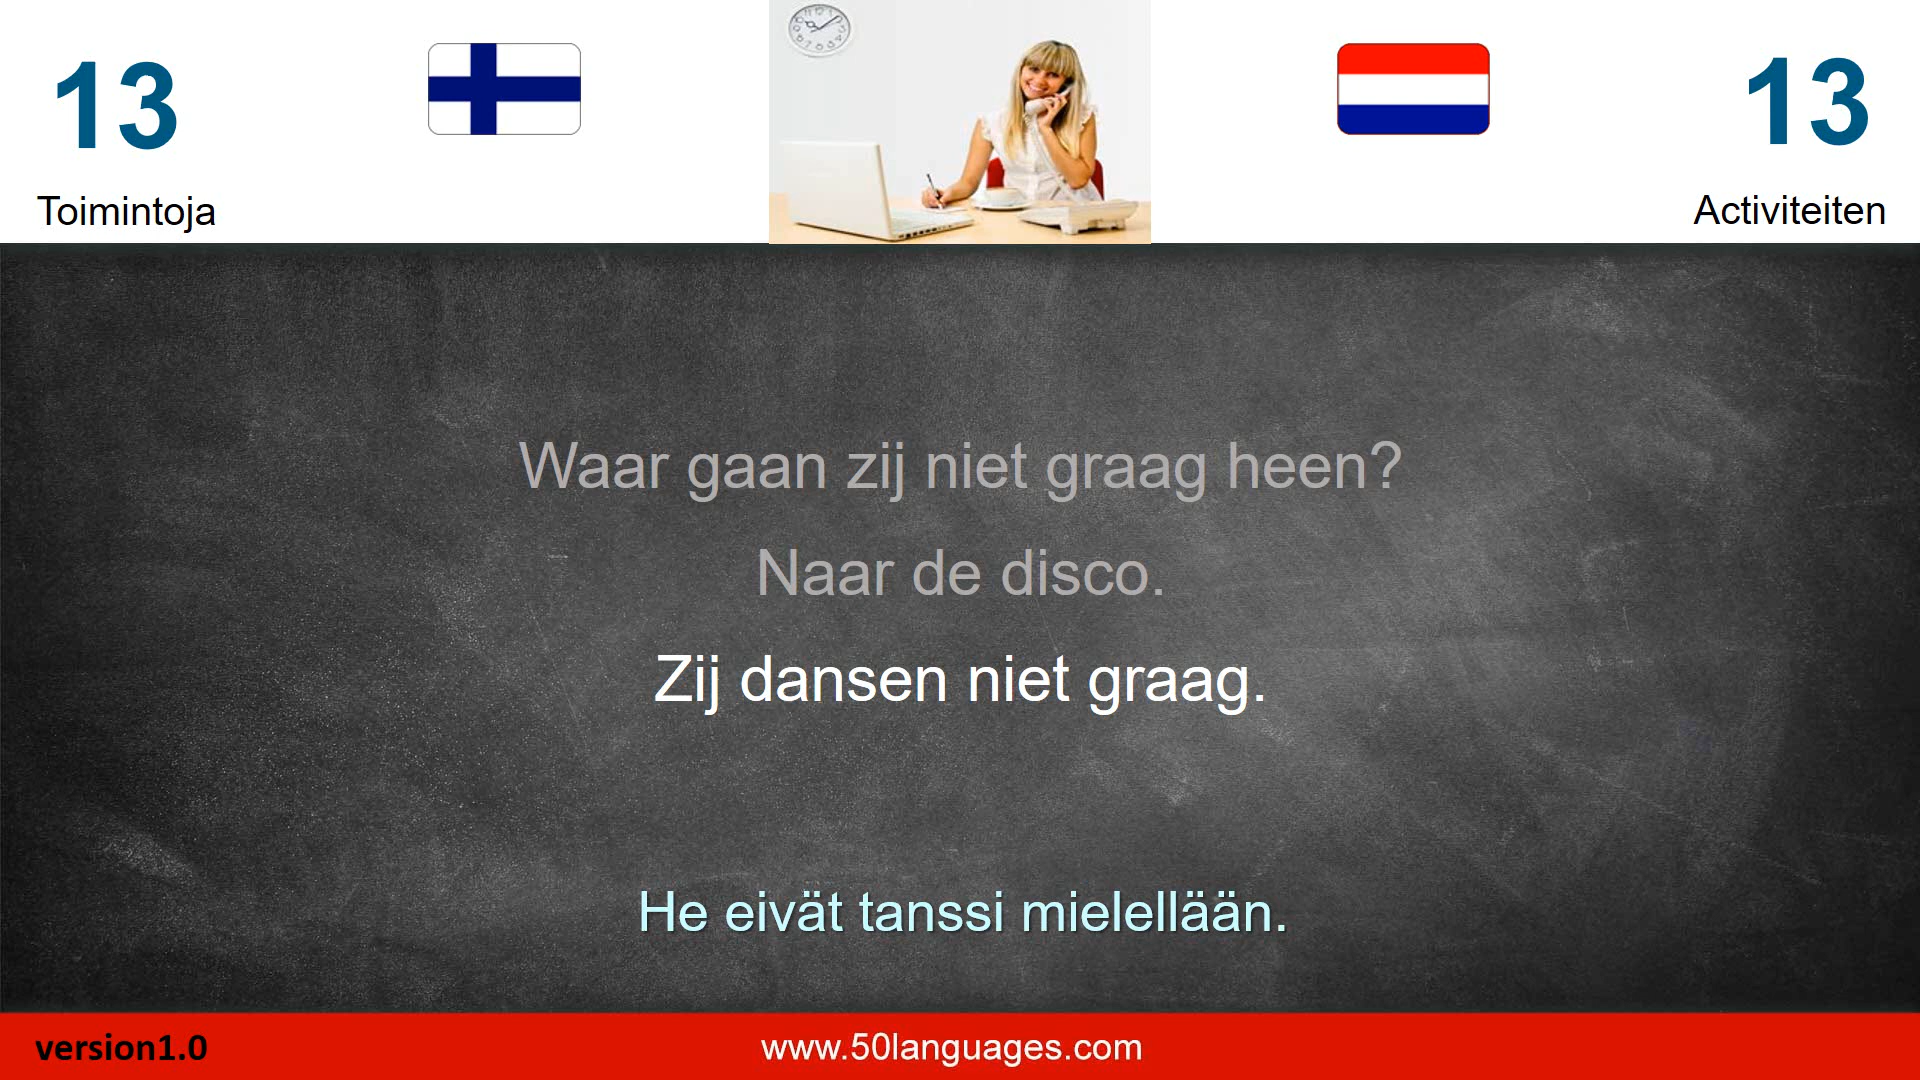 13
13
Toimintoja
Activiteiten
Waar gaan zij niet graag heen?
Naar de disco.
Zij dansen niet graag.
He eivät tanssi mielellään.
version1.0
www.50languages.com